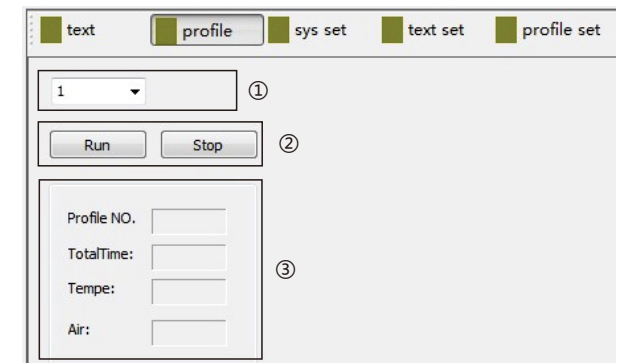 text profile sys set text set profile set
1 ①
Run Stop ②
Profile NO.
TotalTime:
③
Tempe:
Air: